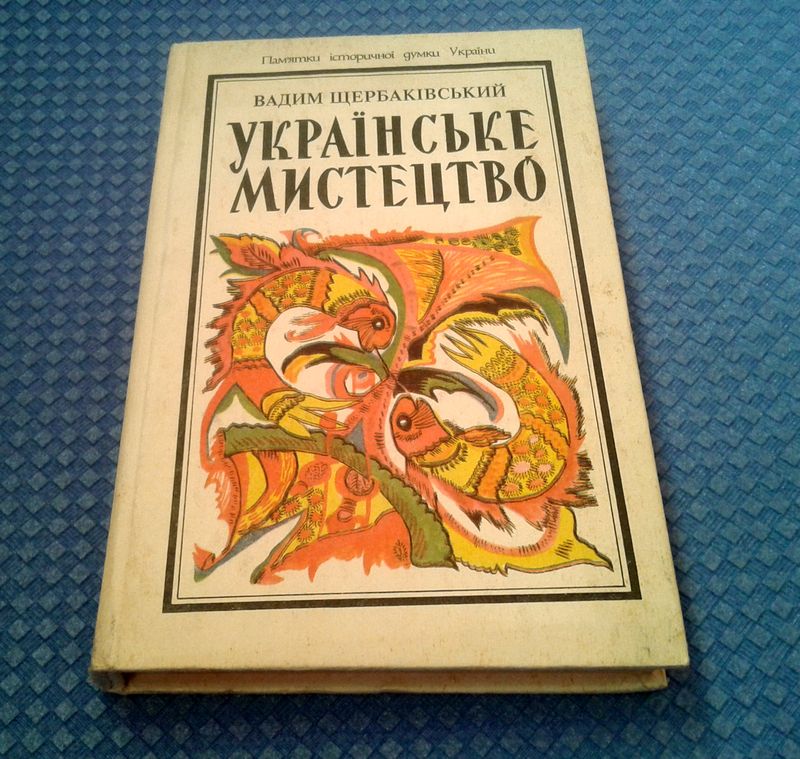 Пам'ятки історичної думки України
ВАДИМ ЩЕРБАКІВСЬКИЙ
УКРАЇНСЬКЕ
МИСТЕЦТВО